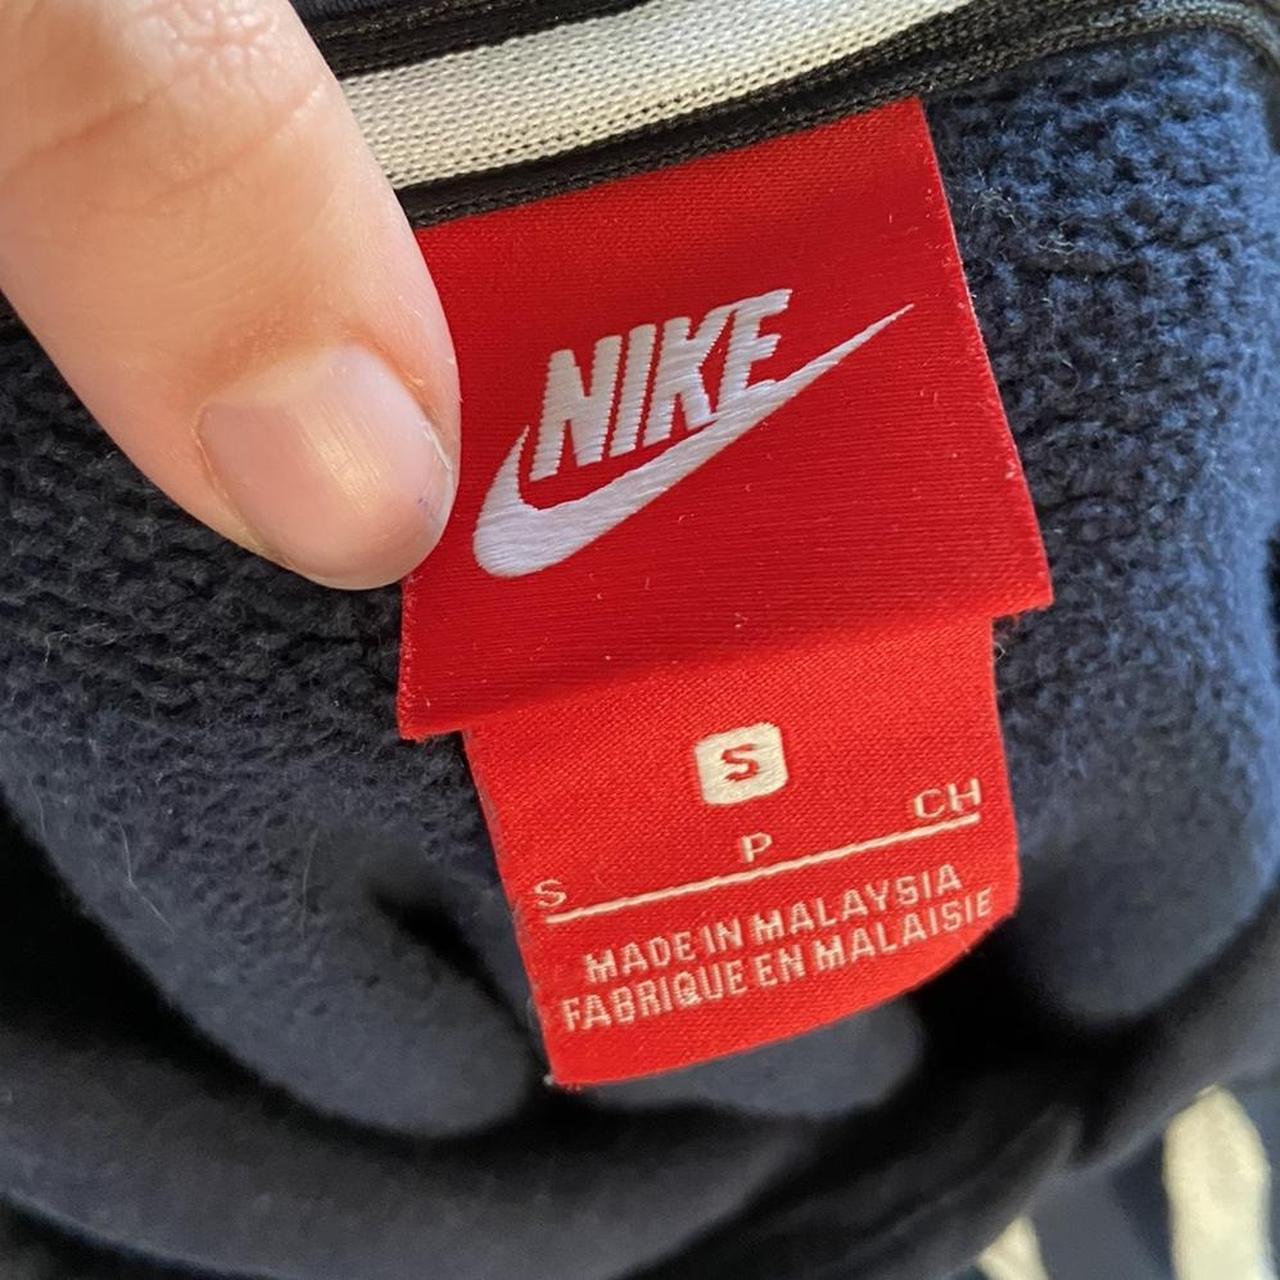 NIKE
S
S P CH
MADE IN MALAYSIA
FABRIQUE EN MALAISIE